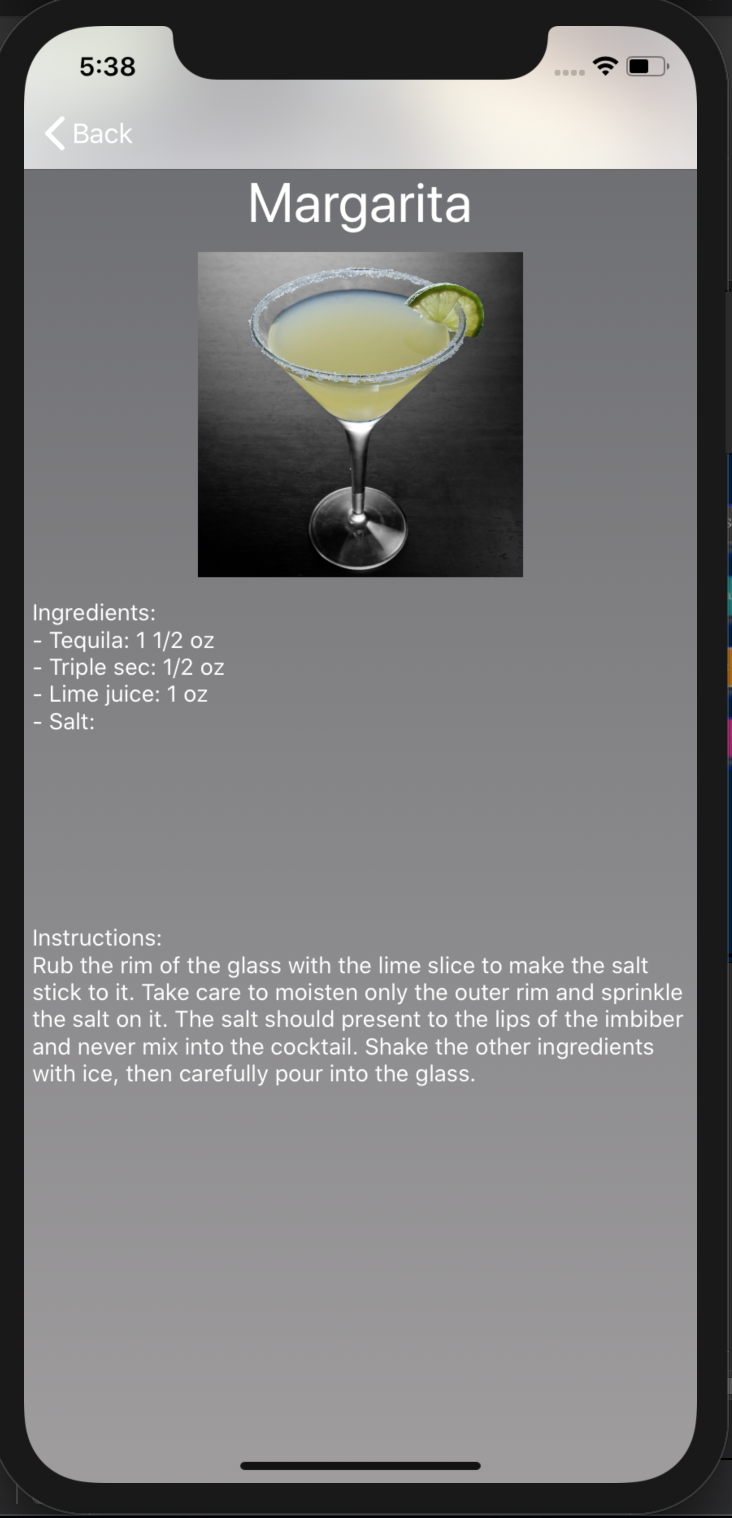 5:38
Back
Margarita
Ingredients:
- Tequila: 1 1/2 oz
- Triple sec: 1/2 oz
- Lime juice: 1 oz
- Salt:
Instructions:
Rub the rim of the glass with the lime slice to make the salt
stick to it. Take care to moisten only the outer rim and sprinkle
the salt on it. The salt should present to the lips of the imbiber
and never mix into the cocktail. Shake the other ingredients
with ice, then carefully pour into the glass.